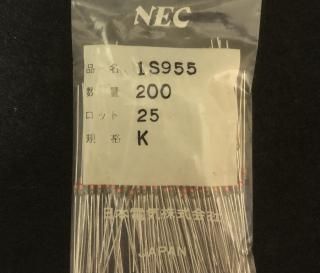 NEC
品名 1S955
数量 200
ロット 25
規格 K
日本電気株式会社
JAPAN